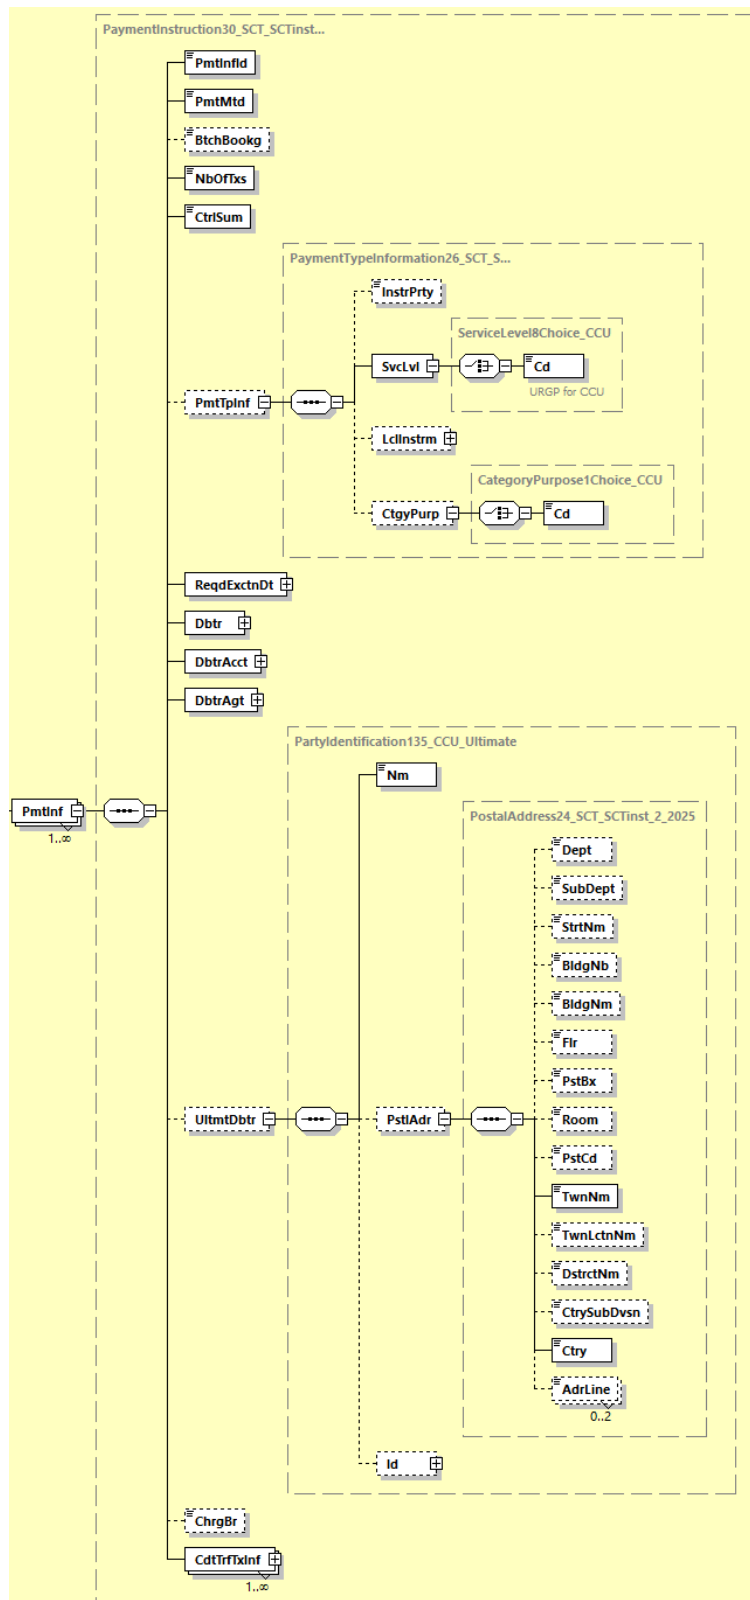 PaymentInstruction30_SCT_SCTinst...
PmtInfId
PmtMtd
BtchBookg
NbOfTxs
CtrlSum
PaymentTypeInformation26_SCT_S...
InstrPrty
ServiceLevel8Choice_CCU
SvcLvl
Cd
URGP for CCU
PmtTpInf
LclInstrm
CategoryPurpose1Choice_CCU
CtgyPurp
Cd
ReqdExctnDt
Dbtr
DbtrAcct
DbtrAgt
PartyIdentification135_CCU_Ultimate
Nm
PmtInf
1..∞
PostalAddress24_SCT_SCTinst_2_2025
Dept
SubDept
StrtNm
BldgNb
BldgNm
Flr
PstBx
UltmtDbtr
PstlAdr
Room
PstCd
TwnNm
TwnLctnNm
DstrctNm
CtrySubDvsn
Ctry
AdrLine
0..2
Id
ChrgBr
CdtTrfTxInf
1..∞